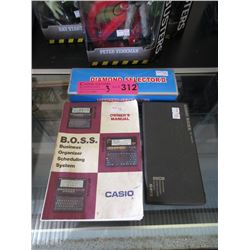 RAY STANTZ
PETER VENKMAN
DIAMOND SELECTOR II
3
312
OWNER'S
MANUAL
B.O.S.S.
Business
Organizer
Scheduling
System
CASIO